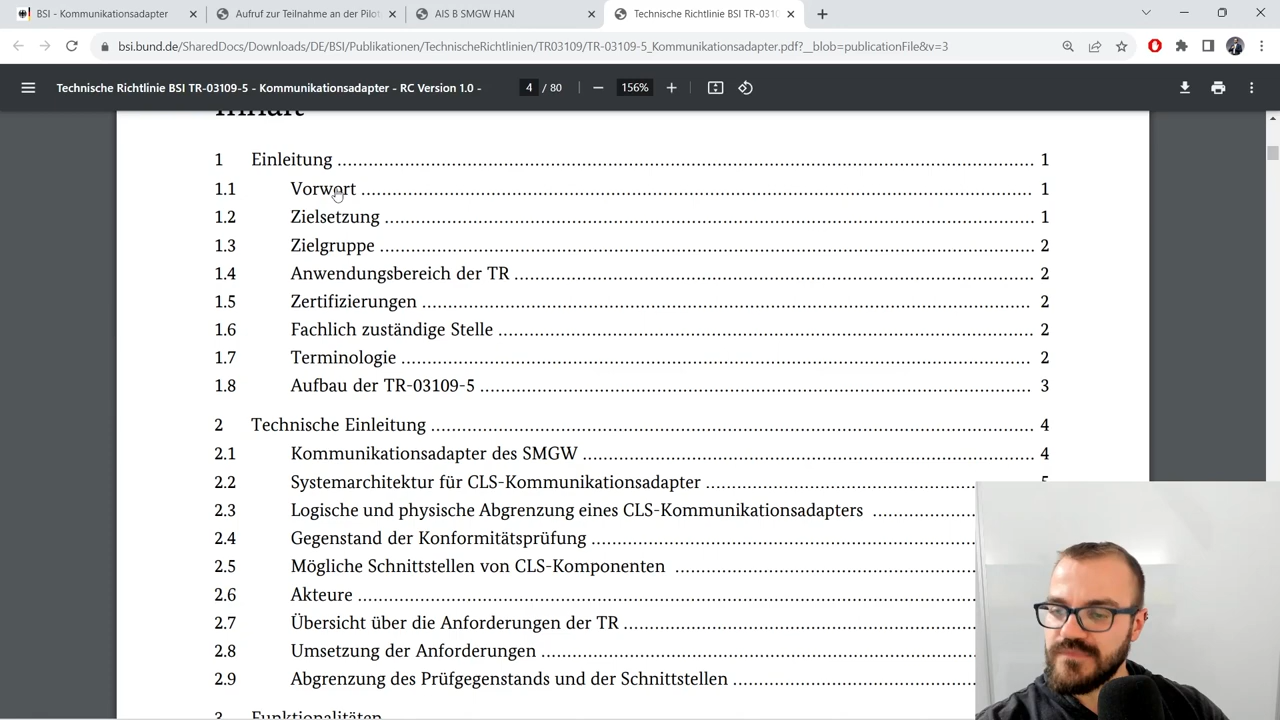 BSI - Kommunikationsadapter
Aufruf zur Teilnahme an der Pilot
AIS B SMGW HAN
Technische Richtlinie BSI TR-0310
bsi.bund.de/SharedDocs/Downloads/DE/BSI/Publikationen/TechnischeRichtlinien/TR03109/TR-03109-5_Kommunikationsadapter.pdf?__blob=publicationFile&v=3
Technische Richtlinie BSI TR-03109-5 - Kommunikationsadapter - RC Version 1.0 -
4 / 80
156%
Inhalt
1 Einleitung ........ 1
1.1 Vorwort ........ 1
1.2 Zielsetzung ........ 1
1.3 Zielgruppe ........ 2
1.4 Anwendungsbereich der TR ........ 2
1.5 Zertifizierungen ........ 2
1.6 Fachlich zuständige Stelle ........ 2
1.7 Terminologie ........ 2
1.8 Aufbau der TR-03109-5 ........ 3
2 Technische Einleitung ........ 4
2.1 Kommunikationsadapter des SMGW ........ 4
2.2 Systemarchitektur für CLS-Kommunikationsadapter ........ 5
2.3 Logische und physische Abgrenzung eines CLS-Kommunikationsadapters ........
2.4 Gegenstand der Konformitätsprüfung ........
2.5 Mögliche Schnittstellen von CLS-Komponenten ........
2.6 Akteure ........
2.7 Übersicht über die Anforderungen der TR ........
2.8 Umsetzung der Anforderungen ........
2.9 Abgrenzung des Prüfgegenstands und der Schnittstellen ........
3 Funktionalitäten